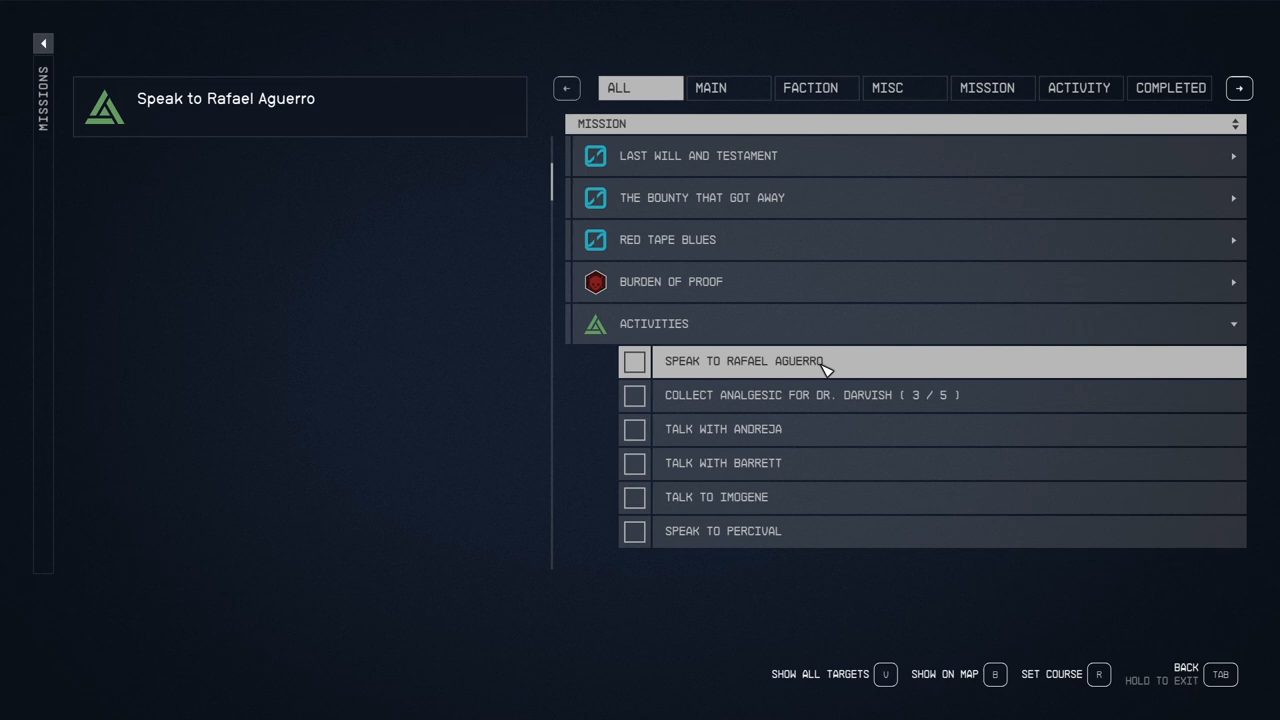 MISSIONS
Speak to Rafael Aguerro
ALL MAIN FACTION MISC MISSION ACTIVITY COMPLETED
MISSION
LAST WILL AND TESTAMENT
THE BOUNTY THAT GOT AWAY
RED TAPE BLUES
BURDEN OF PROOF
ACTIVITIES
SPEAK TO RAFAEL AGUERRO
COLLECT ANALGESIC FOR DR. DARVISH ( 3 / 5 )
TALK WITH ANDREJA
TALK WITH BARRETT
TALK TO IMOGENE
SPEAK TO PERCIVAL
SHOW ALL TARGETS V SHOW ON MAP B SET COURSE R BACK TAB
HOLD TO EXIT